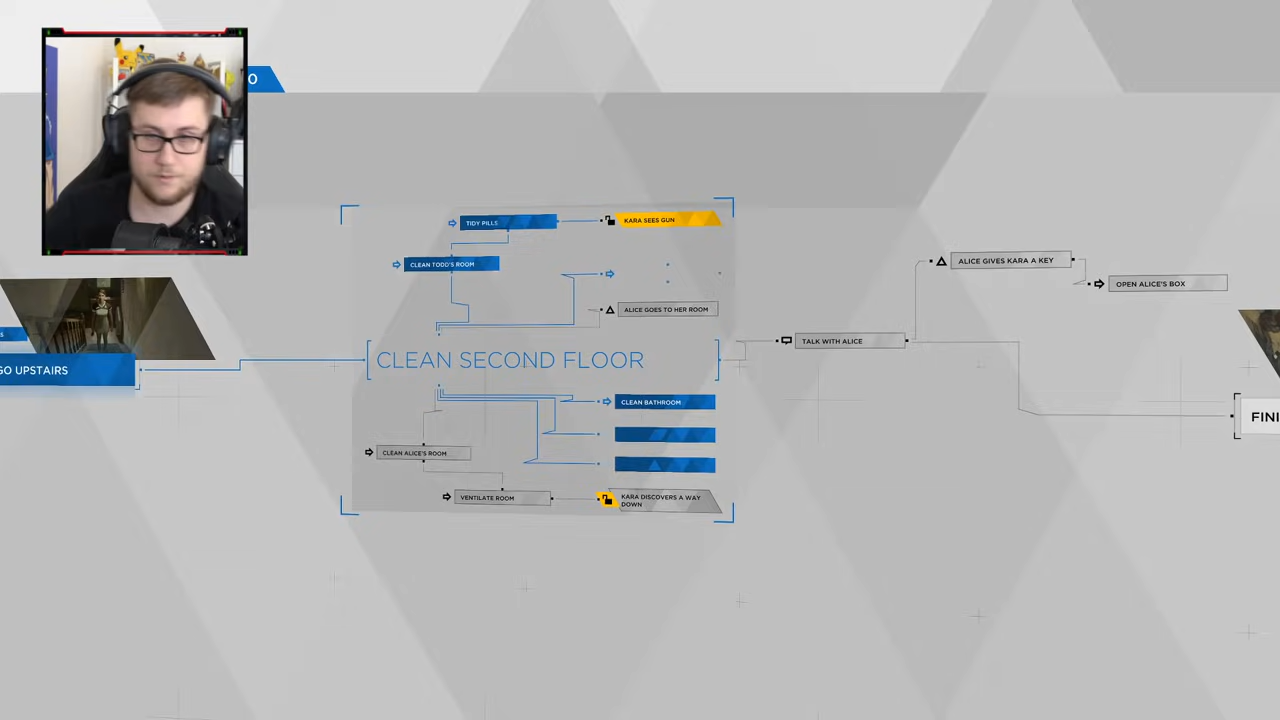 O
TIDY PILLS
KARA SEES GUN
CLEAN TODD'S ROOM
ALICE GIVES KARA A KEY
OPEN ALICE'S BOX
ALICE GOES TO HER ROOM
TALK WITH ALICE
S
GO UPSTAIRS
CLEAN SECOND FLOOR
CLEAN BATHROOM
FINI
CLEAN ALICE'S ROOM
VENTILATE ROOM
KARA DISCOVERS A WAY
DOWN